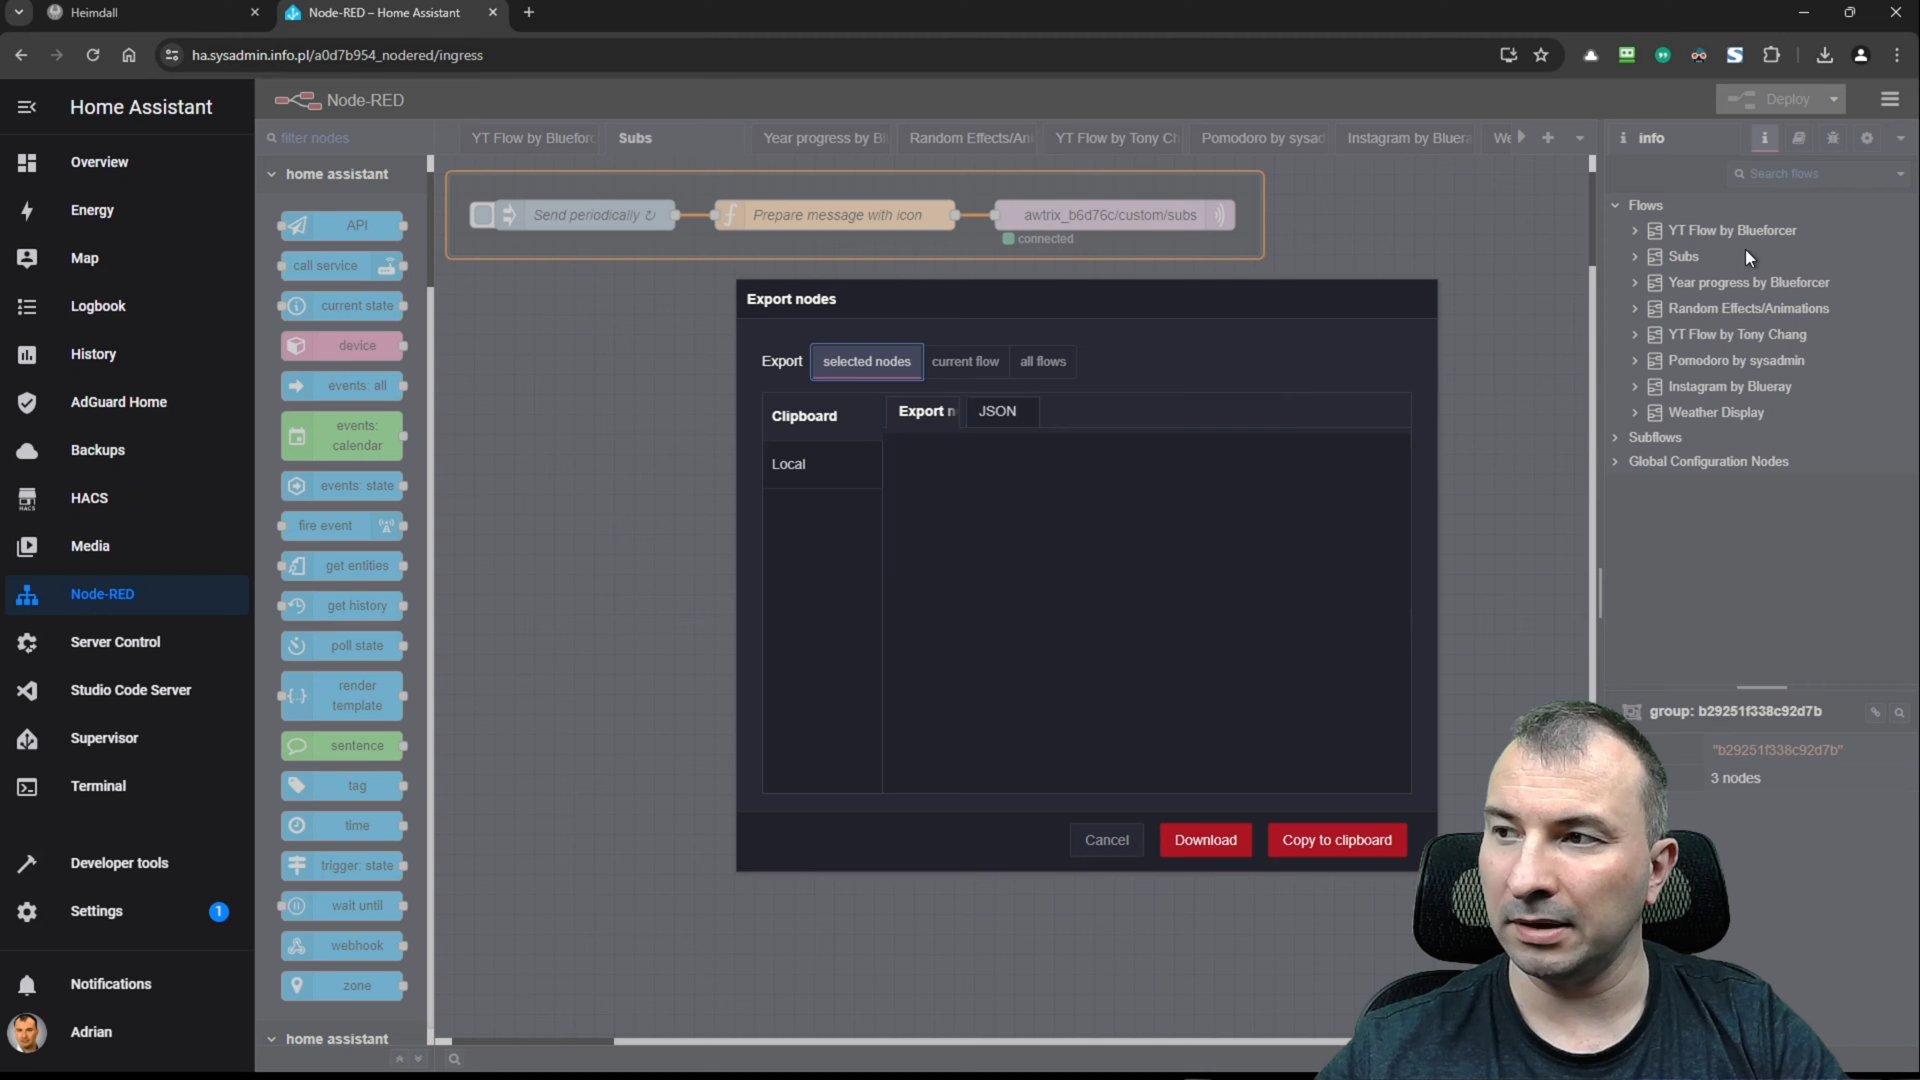 Heimdall
Node-RED – Home Assistant
ha.sysadmin.info.pl/a0d7b954_nodered/ingress
Home Assistant
Overview
Energy
Map
Logbook
History
AdGuard Home
Backups
HACS
Media
Node-RED
Server Control
Studio Code Server
Supervisor
Terminal
Developer tools
Settings 1
Notifications
Adrian
Node-RED
Deploy
filter nodes
home assistant
API
call service
current state
device
events: all
events:
calendar
events: state
fire event
get entities
get history
poll state
render
template
sentence
tag
time
trigger: state
wait until
webhook
zone
home assistant
YT Flow by Blueforc
Subs
Year progress by Bl
Random Effects/Ani
YT Flow by Tony Ch
Pomodoro by sysad
Instagram by Bluera
We
Send periodically ↻
Prepare message with icon
awtrix_b6d76c/custom/subs
connected
Export nodes
Export selected nodes current flow all flows
Clipboard
Local
Export n
JSON
Cancel
Download
Copy to clipboard
info
Search flows
Flows
YT Flow by Blueforcer
Subs
Year progress by Blueforcer
Random Effects/Animations
YT Flow by Tony Chang
Pomodoro by sysadmin
Instagram by Blueray
Weather Display
Subflows
Global Configuration Nodes
group: b29251f338c92d7b
"b29251f338c92d7b"
3 nodes